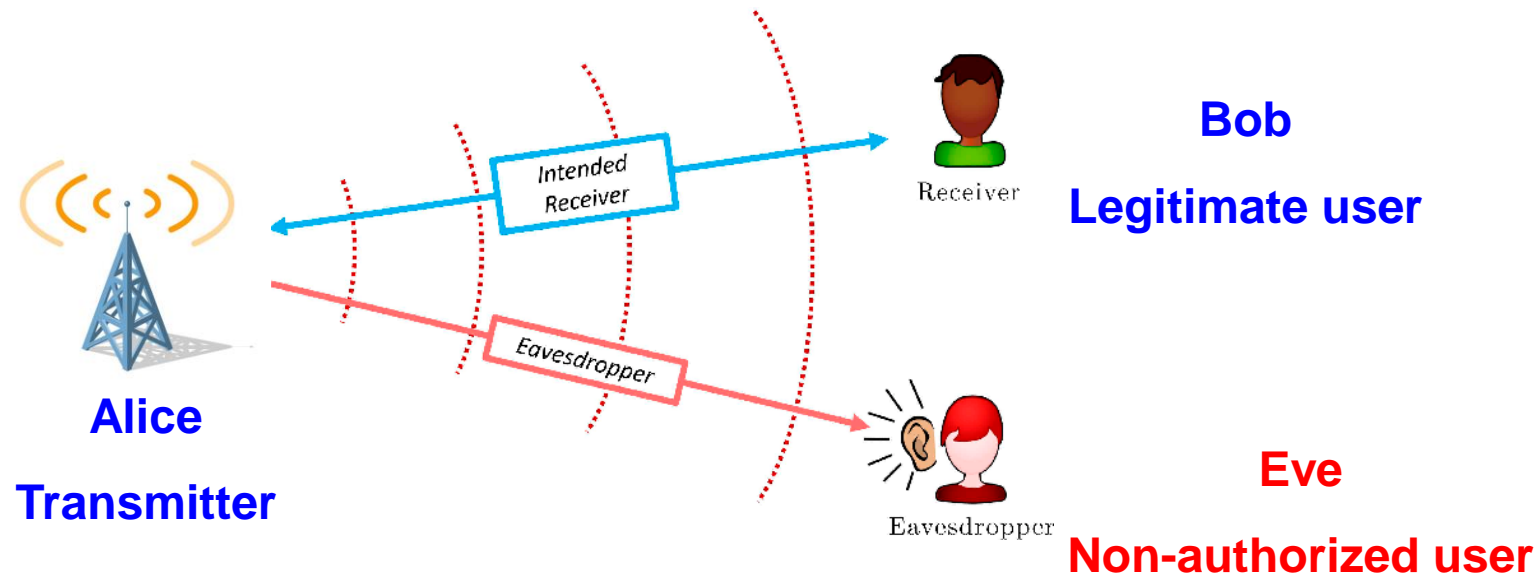 Alice
Transmitter
Intended
Receiver
Eavesdropper
Receiver
Bob
Legitimate user
Eavesdropper
Eve
Non-authorized user